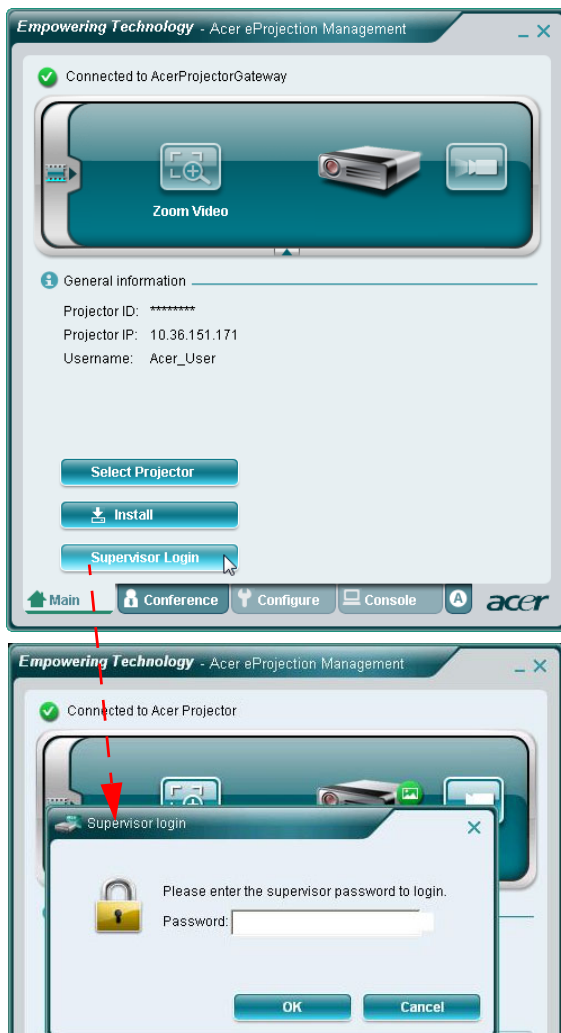 Empowering Technology - Acer eProjection Management
Connected to AcerProjectorGateway
Zoom Video
General information
Projector ID: ********
Projector IP: 10.36.151.171
Username: Acer_User
Select Projector
Install
Supervisor Login
Main Conference Configure Console A acer
Empowering Technology - Acer eProjection Management
Connected to Acer Projector
Supervisor login
Please enter the supervisor password to login.
Password:
OK Cancel